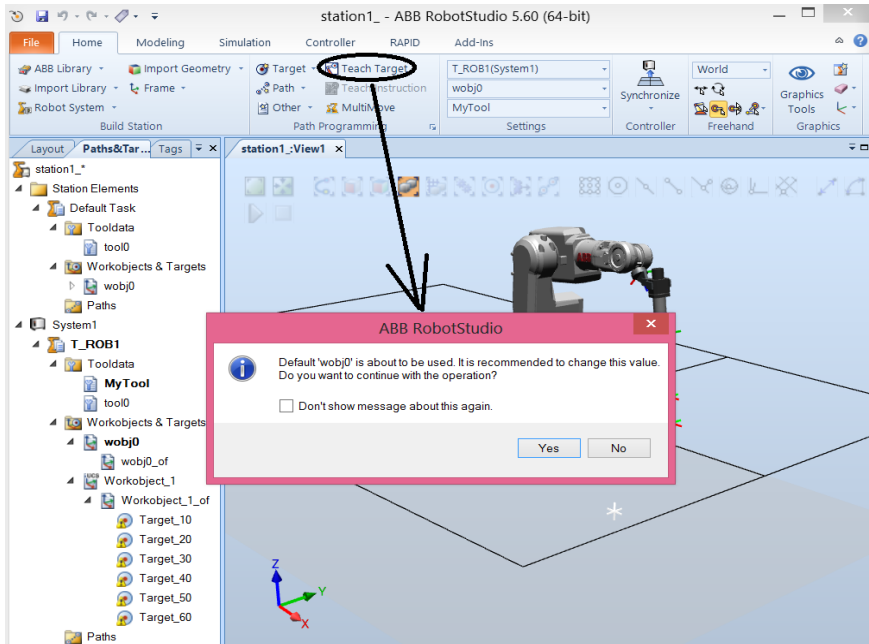 station1_ - ABB RobotStudio 5.60 (64-bit)
File Home Modeling Simulation Controller RAPID Add-Ins
ABB Library Import Geometry Target Teach Target T_ROB1(System1) World
Import Library Frame Path Teach Instruction wobj0 Synchronize Graphics Tools
Robot System Other MultiMove MyTool
Build Station Path Programming Settings Controller Freehand Graphics
Layout Paths&Tar... Tags station1_:View1
station1_*
Station Elements
Default Task
Tooldata
tool0
Workobjects & Targets
wobj0
Paths
System1
T_ROB1
Tooldata
MyTool
tool0
Workobjects & Targets
wobj0
wobj0_of
Workobject_1
Workobject_1_of
Target_10
Target_20
Target_30
Target_40
Target_50
Target_60
Paths
ABB RobotStudio
Default 'wobj0' is about to be used. It is recommended to change this value.
Do you want to continue with the operation?
Don't show message about this again.
Yes No
Z
Y
X